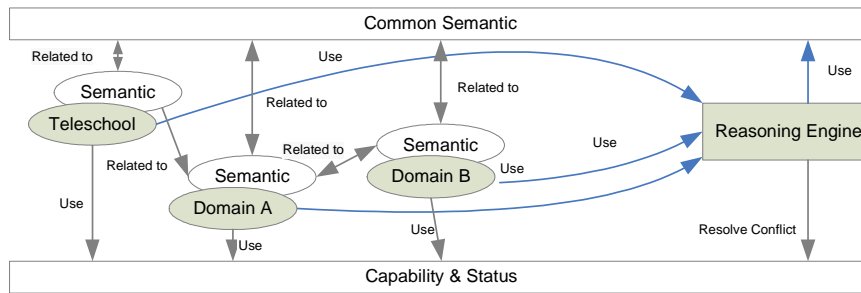 Common Semantic
Use
Related to
Use
Semantic
Related to
Related to
Teleschool
Reasoning Engine
Semantic
Use
Related to
Related to
Semantic
Domain B
Use
Domain A
Use
Use
Resolve Conflict
Use
Capability & Status